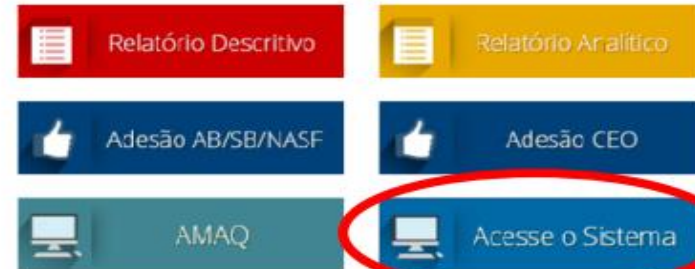 Relatório Descritivo
Relatório Analítico
Adesão AB/SB/NASF
Adesão CEO
AMAQ
Acesse o Sistema